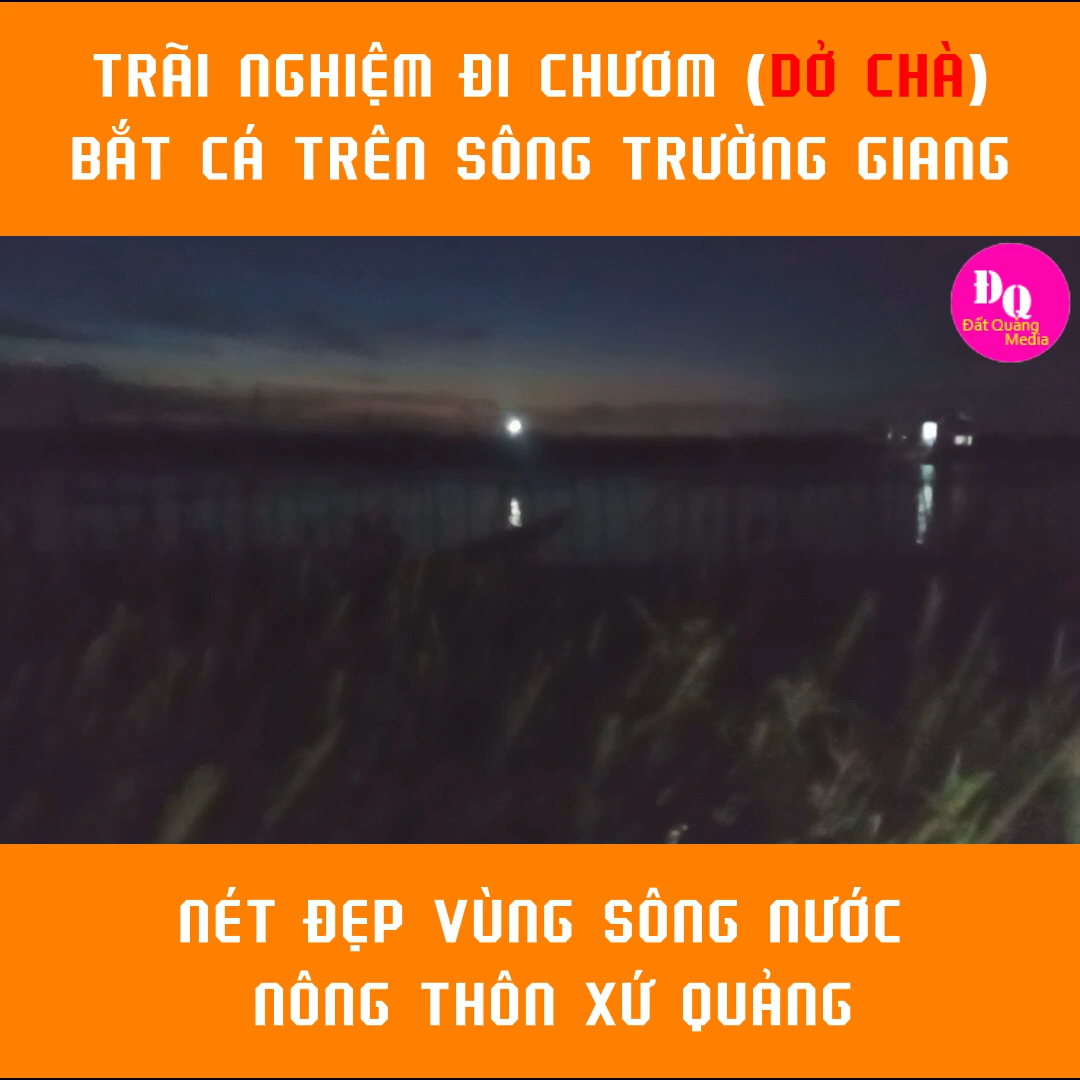 TRÃI NGHIỆM ĐI CHƯƠM (DỞ CHÀ)
BẮT CÁ TRÊN SÔNG TRƯỜNG GIANG
ĐQ
Đất Quảng
Media
NÉT ĐẸP VÙNG SÔNG NƯỚC
NÔNG THÔN XỨ QUẢNG